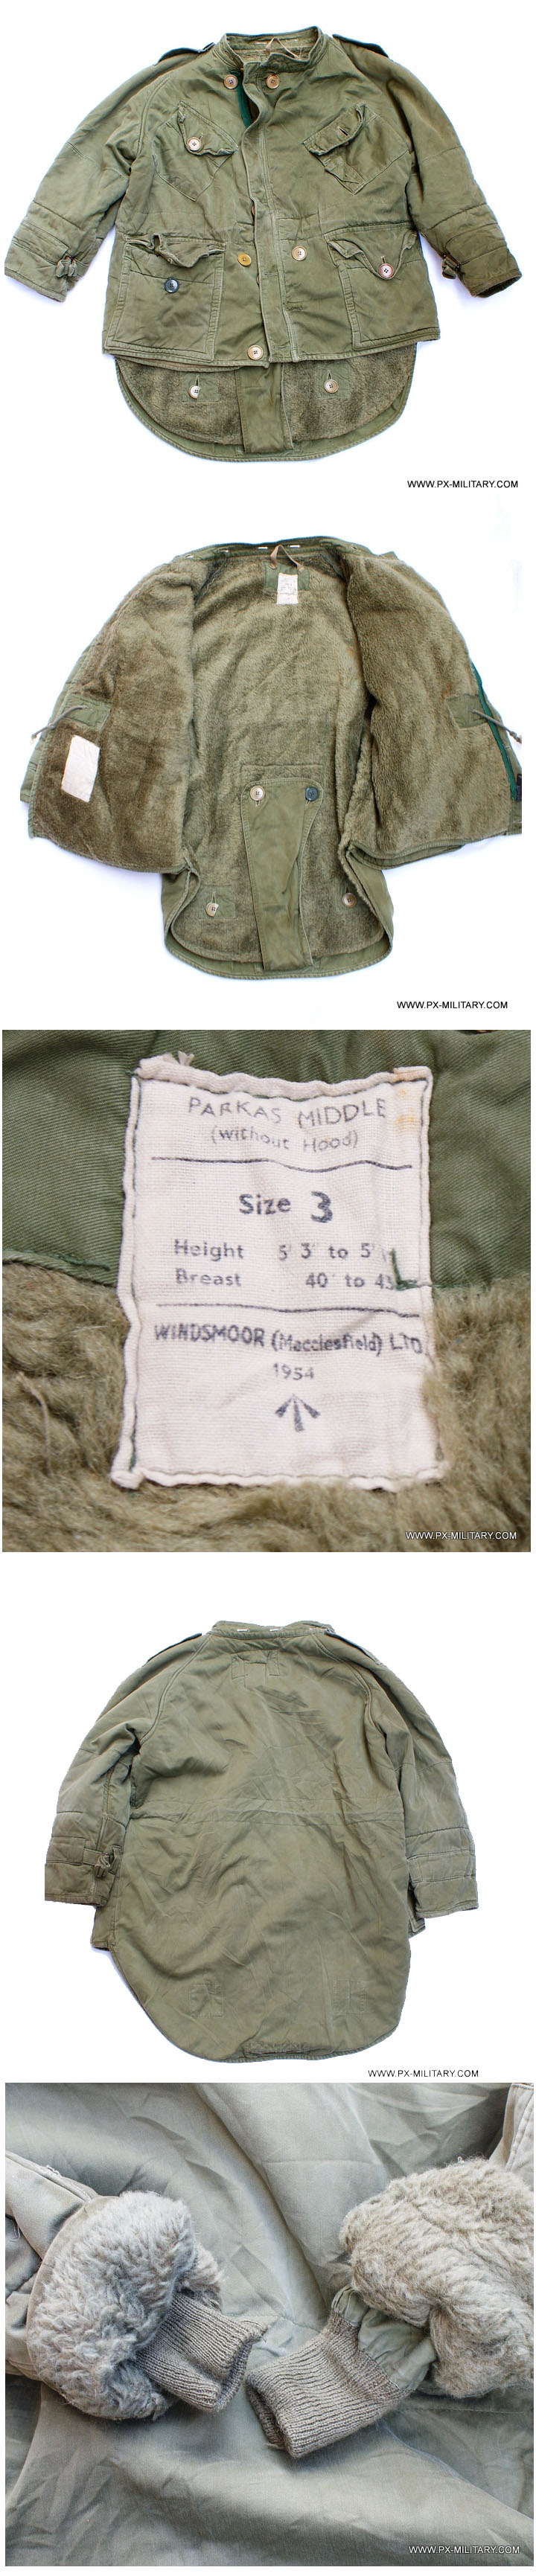 WWW.PX-MILITARY.COM
WWW.PX-MILITARY.COM
PARKAS MIDDLE
(without Hood)
Size 3
Height 5' 3" to 5'
Breast 40" to
WINDSMOOR (Macclesfield) LTD.
1954
WWW.PX-MILITARY.COM
WWW.PX-MILITARY.COM
WWW.PX-MILITARY.COM